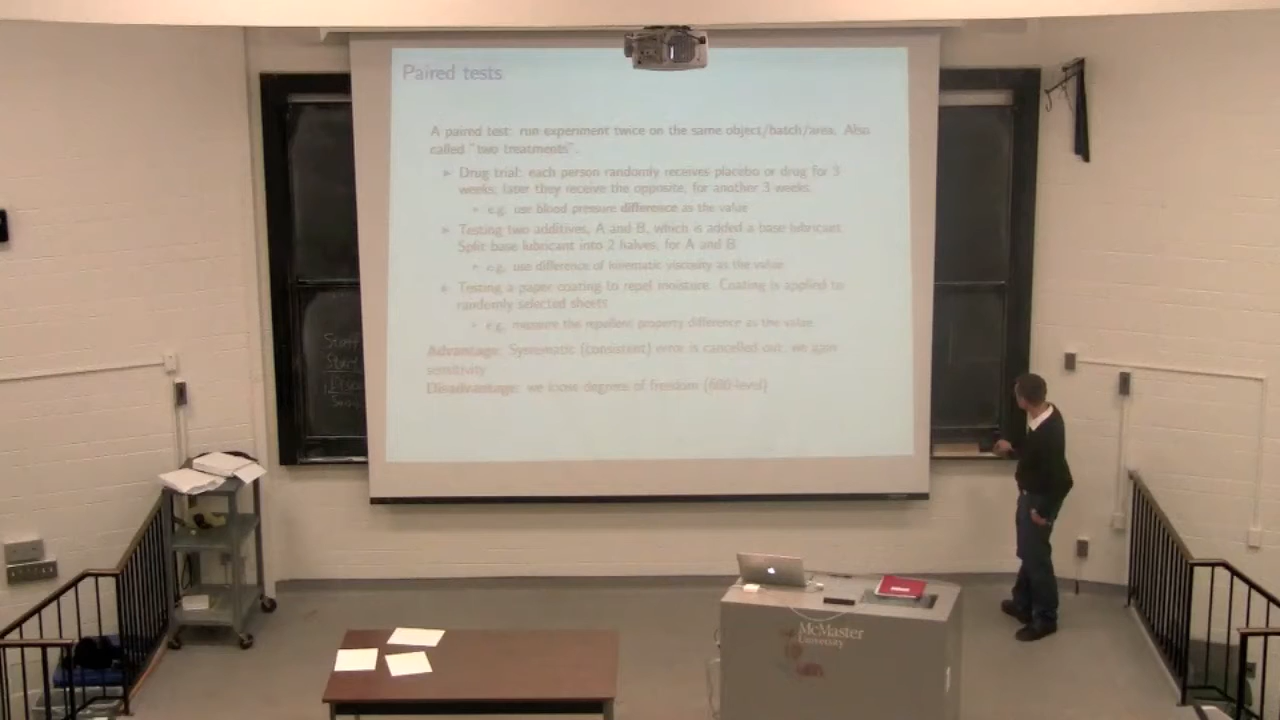 Paired tests
A paired test: run experiment twice on the same object/batch/area. Also
called "two treatments".
Drug trial: each person randomly receives placebo or drug for 3
weeks, later they receive the opposite, for another 3 weeks.
e.g. use blood pressure difference as the value
Testing two additives, A and B, which is added a base lubricant.
Split base lubricant into 2 halves, for A and B
e.g. use difference of kinematic viscosity as the value
Testing a paper coating to repel moisture. Coating is applied to
randomly selected sheets
e.g. measure the repellent property difference as the value
Advantage: Systematic (consistent) error is cancelled out, we gain
sensitivity
Disadvantage: we loose degrees of freedom (600-level)
McMaster
University